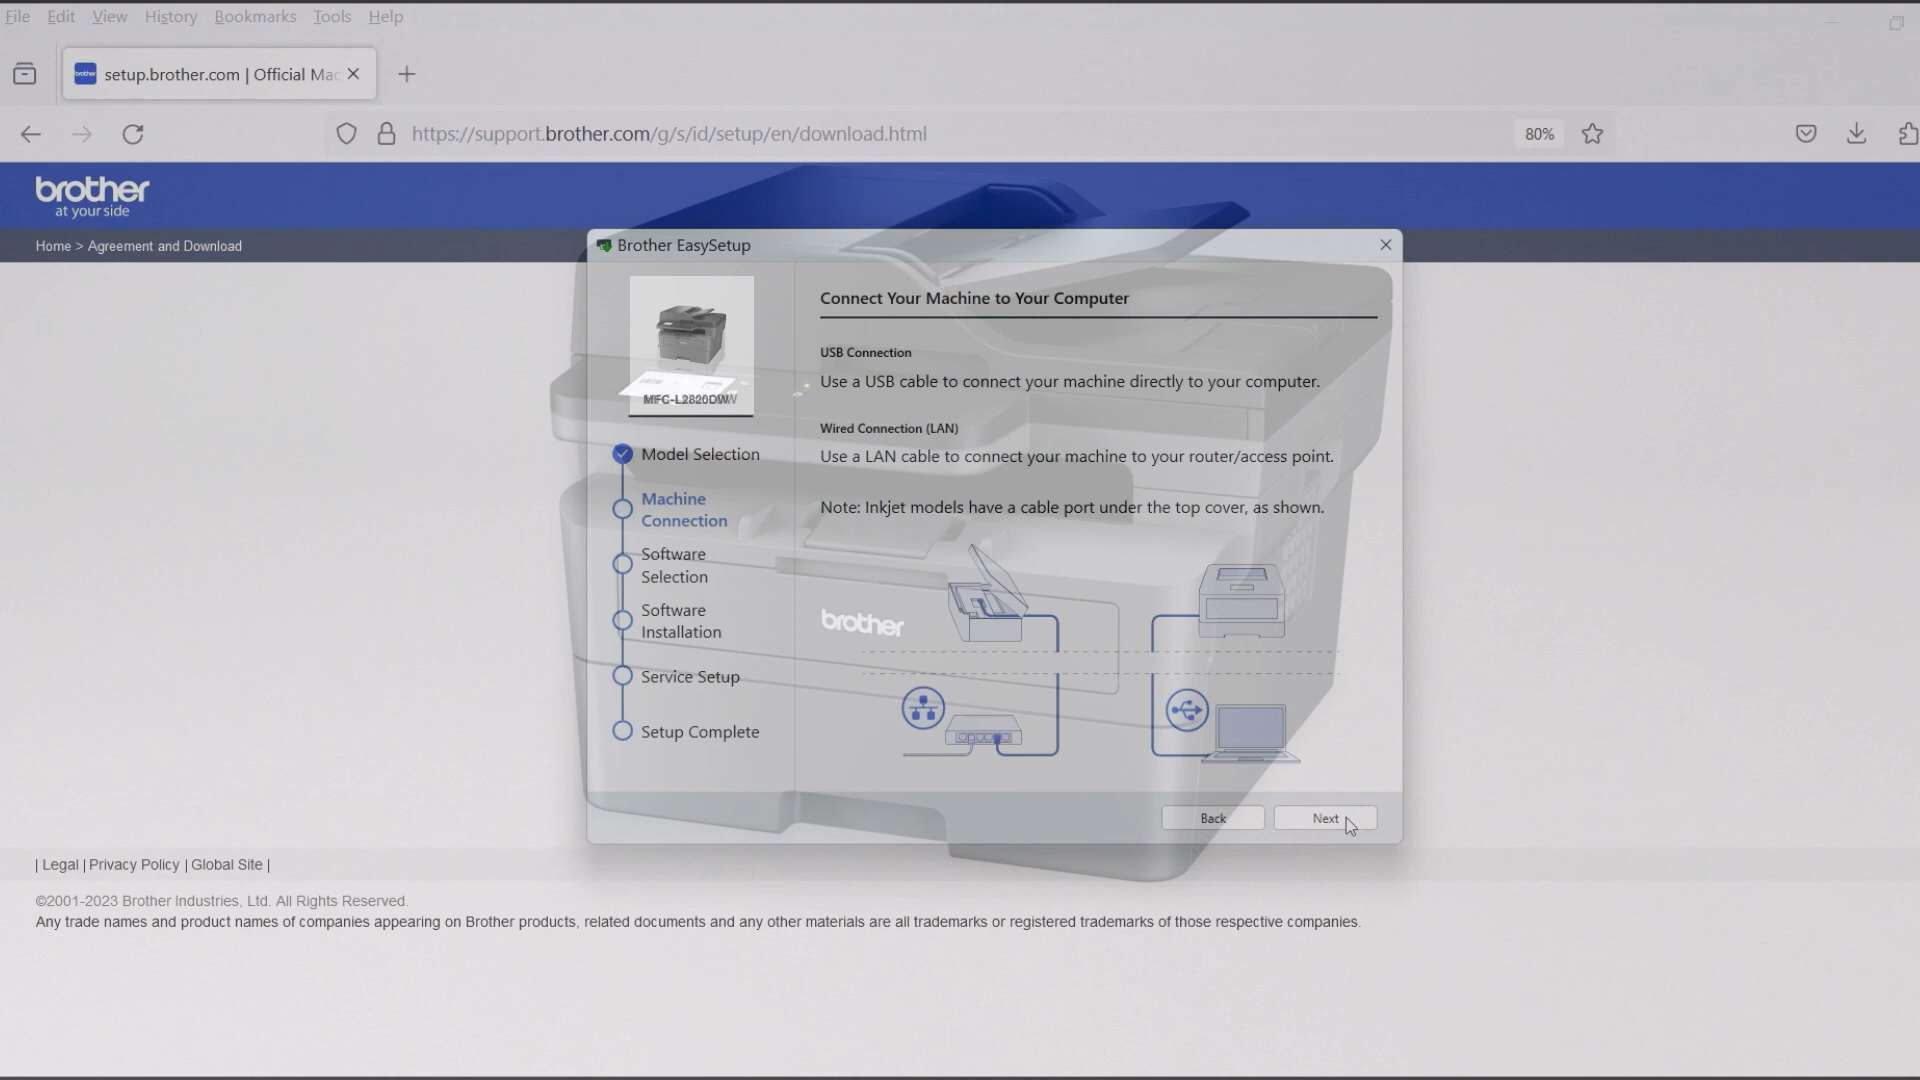 File Edit View History Bookmarks Tools Help
brother setup.brother.com | Official Mac
https://support.brother.com/g/s/id/setup/en/download.html 80%
brother
at your side
Home > Agreement and Download
Brother EasySetup
Connect Your Machine to Your Computer
USB Connection
Use a USB cable to connect your machine directly to your computer.
Wired Connection (LAN)
Use a LAN cable to connect your machine to your router/access point.
Note: Inkjet models have a cable port under the top cover, as shown.
Model Selection
Machine
Connection
Software
Selection
Software
Installation
Service Setup
Setup Complete
brother
Back Next
| Legal | Privacy Policy | Global Site |
©2001-2023 Brother Industries, Ltd. All Rights Reserved.
Any trade names and product names of companies appearing on Brother products, related documents and any other materials are all trademarks or registered trademarks of those respective companies.